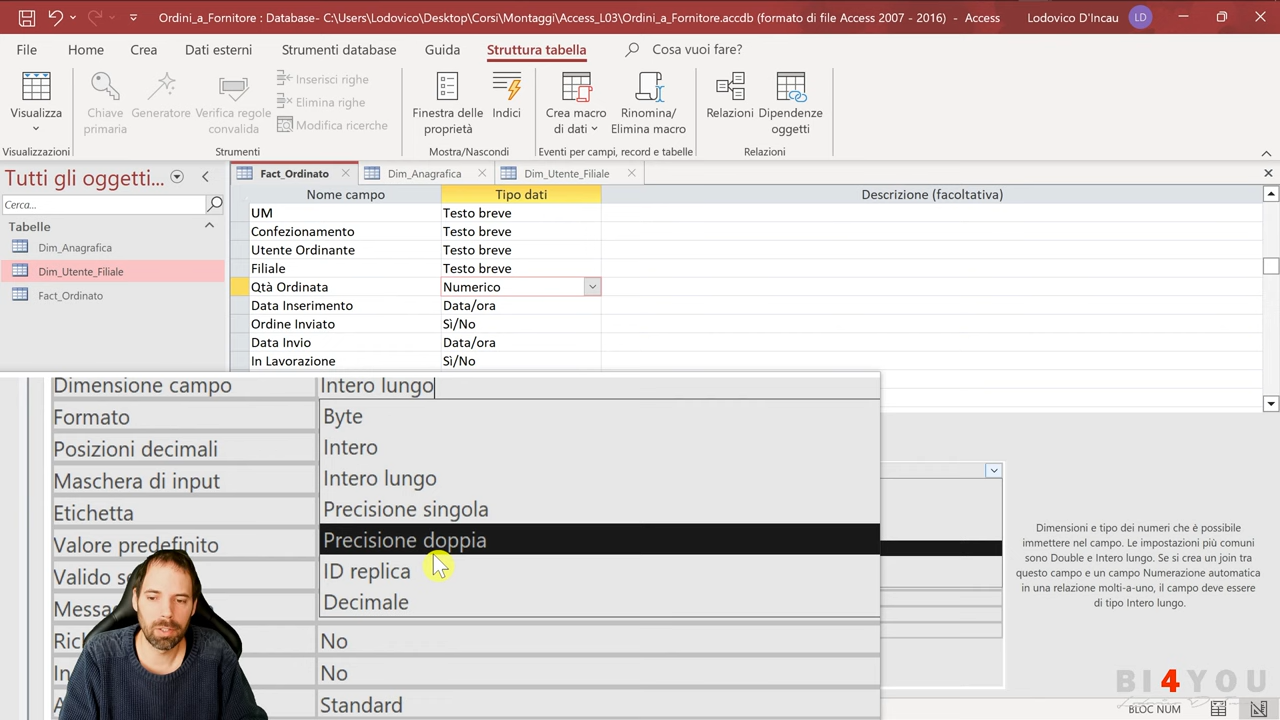 Ordini_a_Fornitore : Database- C:\Users\Lodovico\Desktop\Corsi\Montaggi\Access_L03\Ordini_a_Fornitore.accdb (formato di file Access 2007 - 2016) - Access
Lodovico D'Incau
LD
File
Home
Crea
Dati esterni
Strumenti database
Guida
Struttura tabella
Cosa vuoi fare?
Visualizza
Chiave
primaria
Generatore
Verifica regole
convalida
Inserisci righe
Elimina righe
Modifica ricerche
Finestra delle
proprietà
Indici
Crea macro
di dati
Rinomina/
Elimina macro
Relazioni
Dipendenze
oggetti
Visualizzazioni
Strumenti
Mostra/Nascondi
Eventi per campi, record e tabelle
Relazioni
Tutti gli oggetti...
Cerca...
Tabelle
Dim_Anagrafica
Dim_Utente_Filiale
Fact_Ordinato
Fact_Ordinato
Dim_Anagrafica
Dim_Utente_Filiale
Nome campo
Tipo dati
Descrizione (facoltativa)
UM
Testo breve
Confezionamento
Testo breve
Utente Ordinante
Testo breve
Filiale
Testo breve
Qtà Ordinata
Numerico
Data Inserimento
Data/ora
Ordine Inviato
Sì/No
Data Invio
Data/ora
In Lavorazione
Sì/No
Dimensione campo
Intero lungo
Formato
Byte
Posizioni decimali
Intero
Maschera di input
Intero lungo
Etichetta
Precisione singola
Valore predefinito
Precisione doppia
Valido s
ID replica
Messa
Decimale
Rich
No
In
No
Standard
Dimensioni e tipo dei numeri che è possibile
immettere nel campo. Le impostazioni più comuni
sono Double e Intero lungo. Se si crea un join tra
questo campo e un campo Numerazione automatica
in una relazione molti-a-uno, il campo deve essere
di tipo Intero lungo.
BI4YOU
BLOC NUM